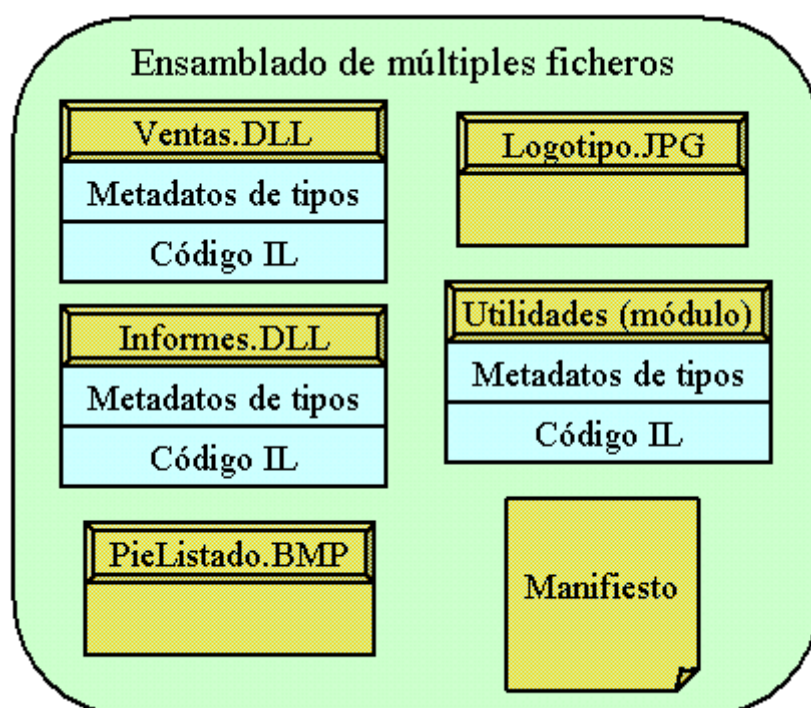 Ensamblado de múltiples ficheros
Ventas.DLL
Metadatos de tipos
Código IL
Logotipo.JPG
Informes.DLL
Metadatos de tipos
Código IL
Utilidades (módulo)
Metadatos de tipos
Código IL
PieListado.BMP
Manifiesto